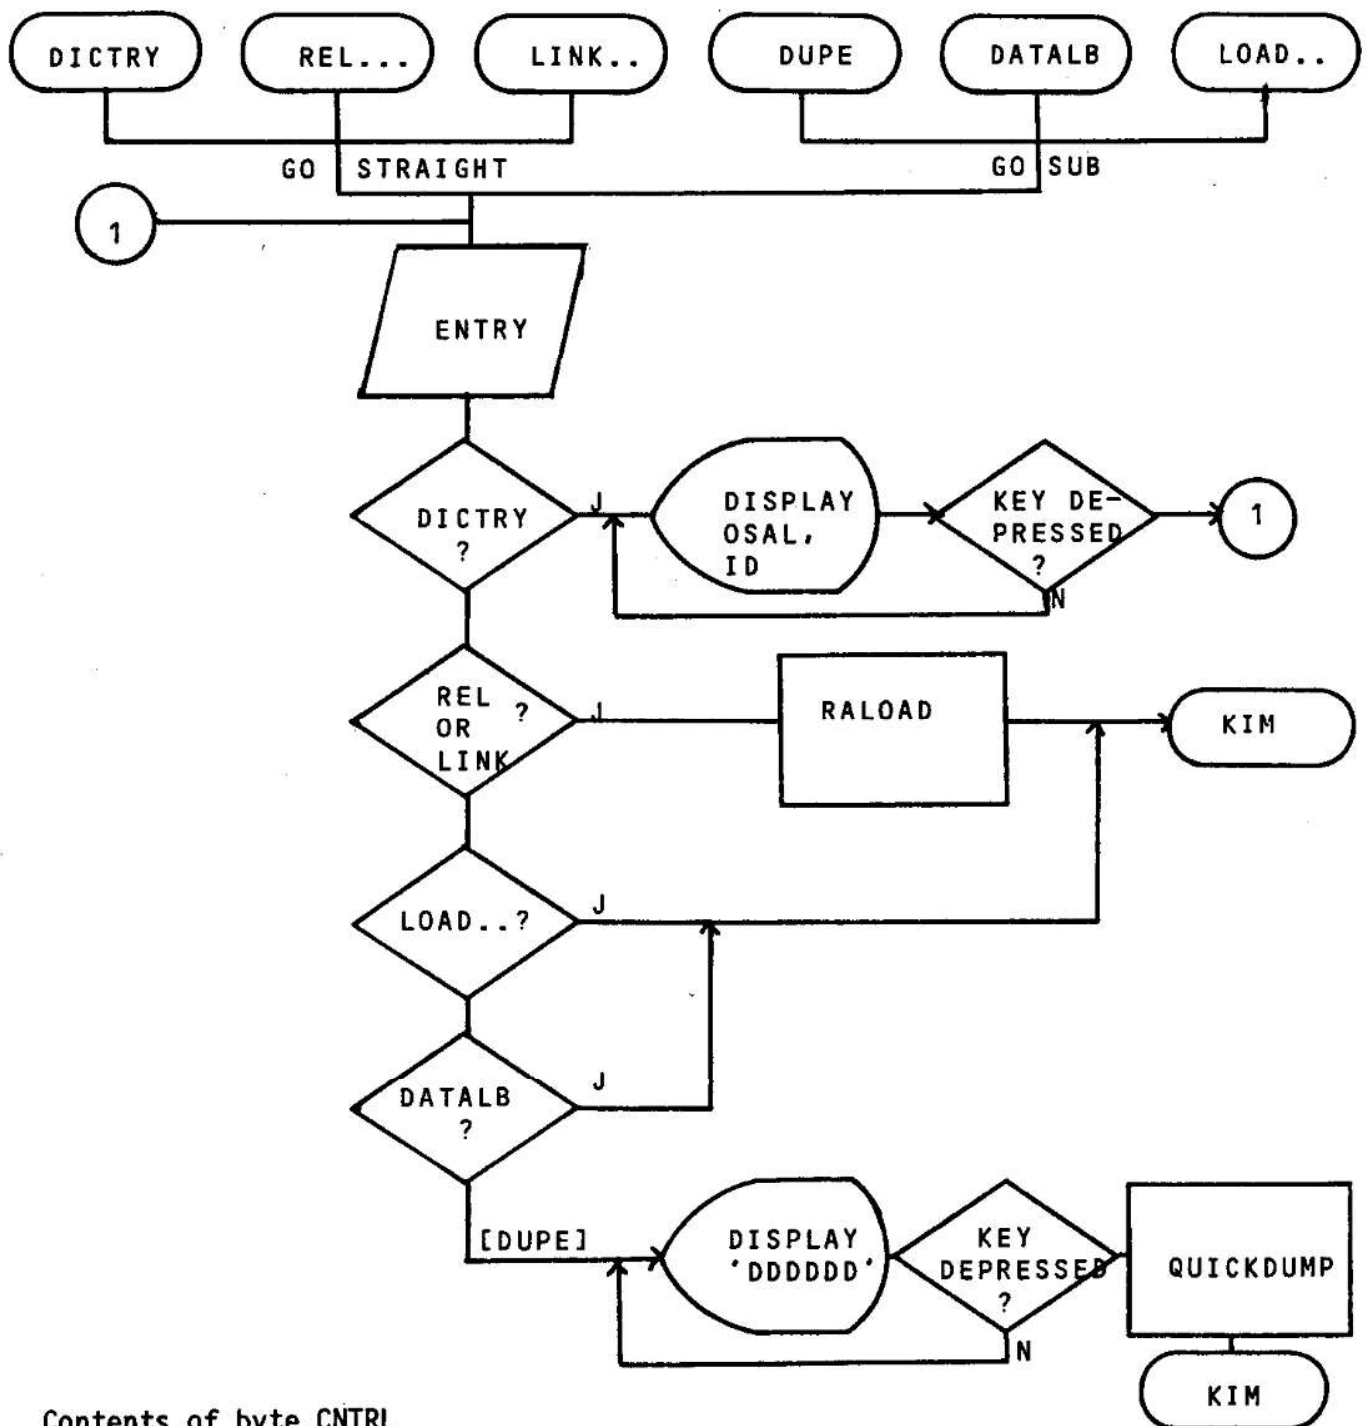 DICTRY
REL...
LINK..
DUPE
DATALB
LOAD..
GO STRAIGHT
GO SUB
1
ENTRY
DICTRY
?
J
DISPLAY
OSAL,
ID
KEY DE-
PRESSED
?
N
1
REL
OR ?
LINK
J
RALOAD
KIM
LOAD..?
J
DATALB
?
J
[DUPE]
DISPLAY
'DDDDDD'
KEY
DEPRESSED
?
N
QUICKDUMP
KIM
Contents of byte CNTRL